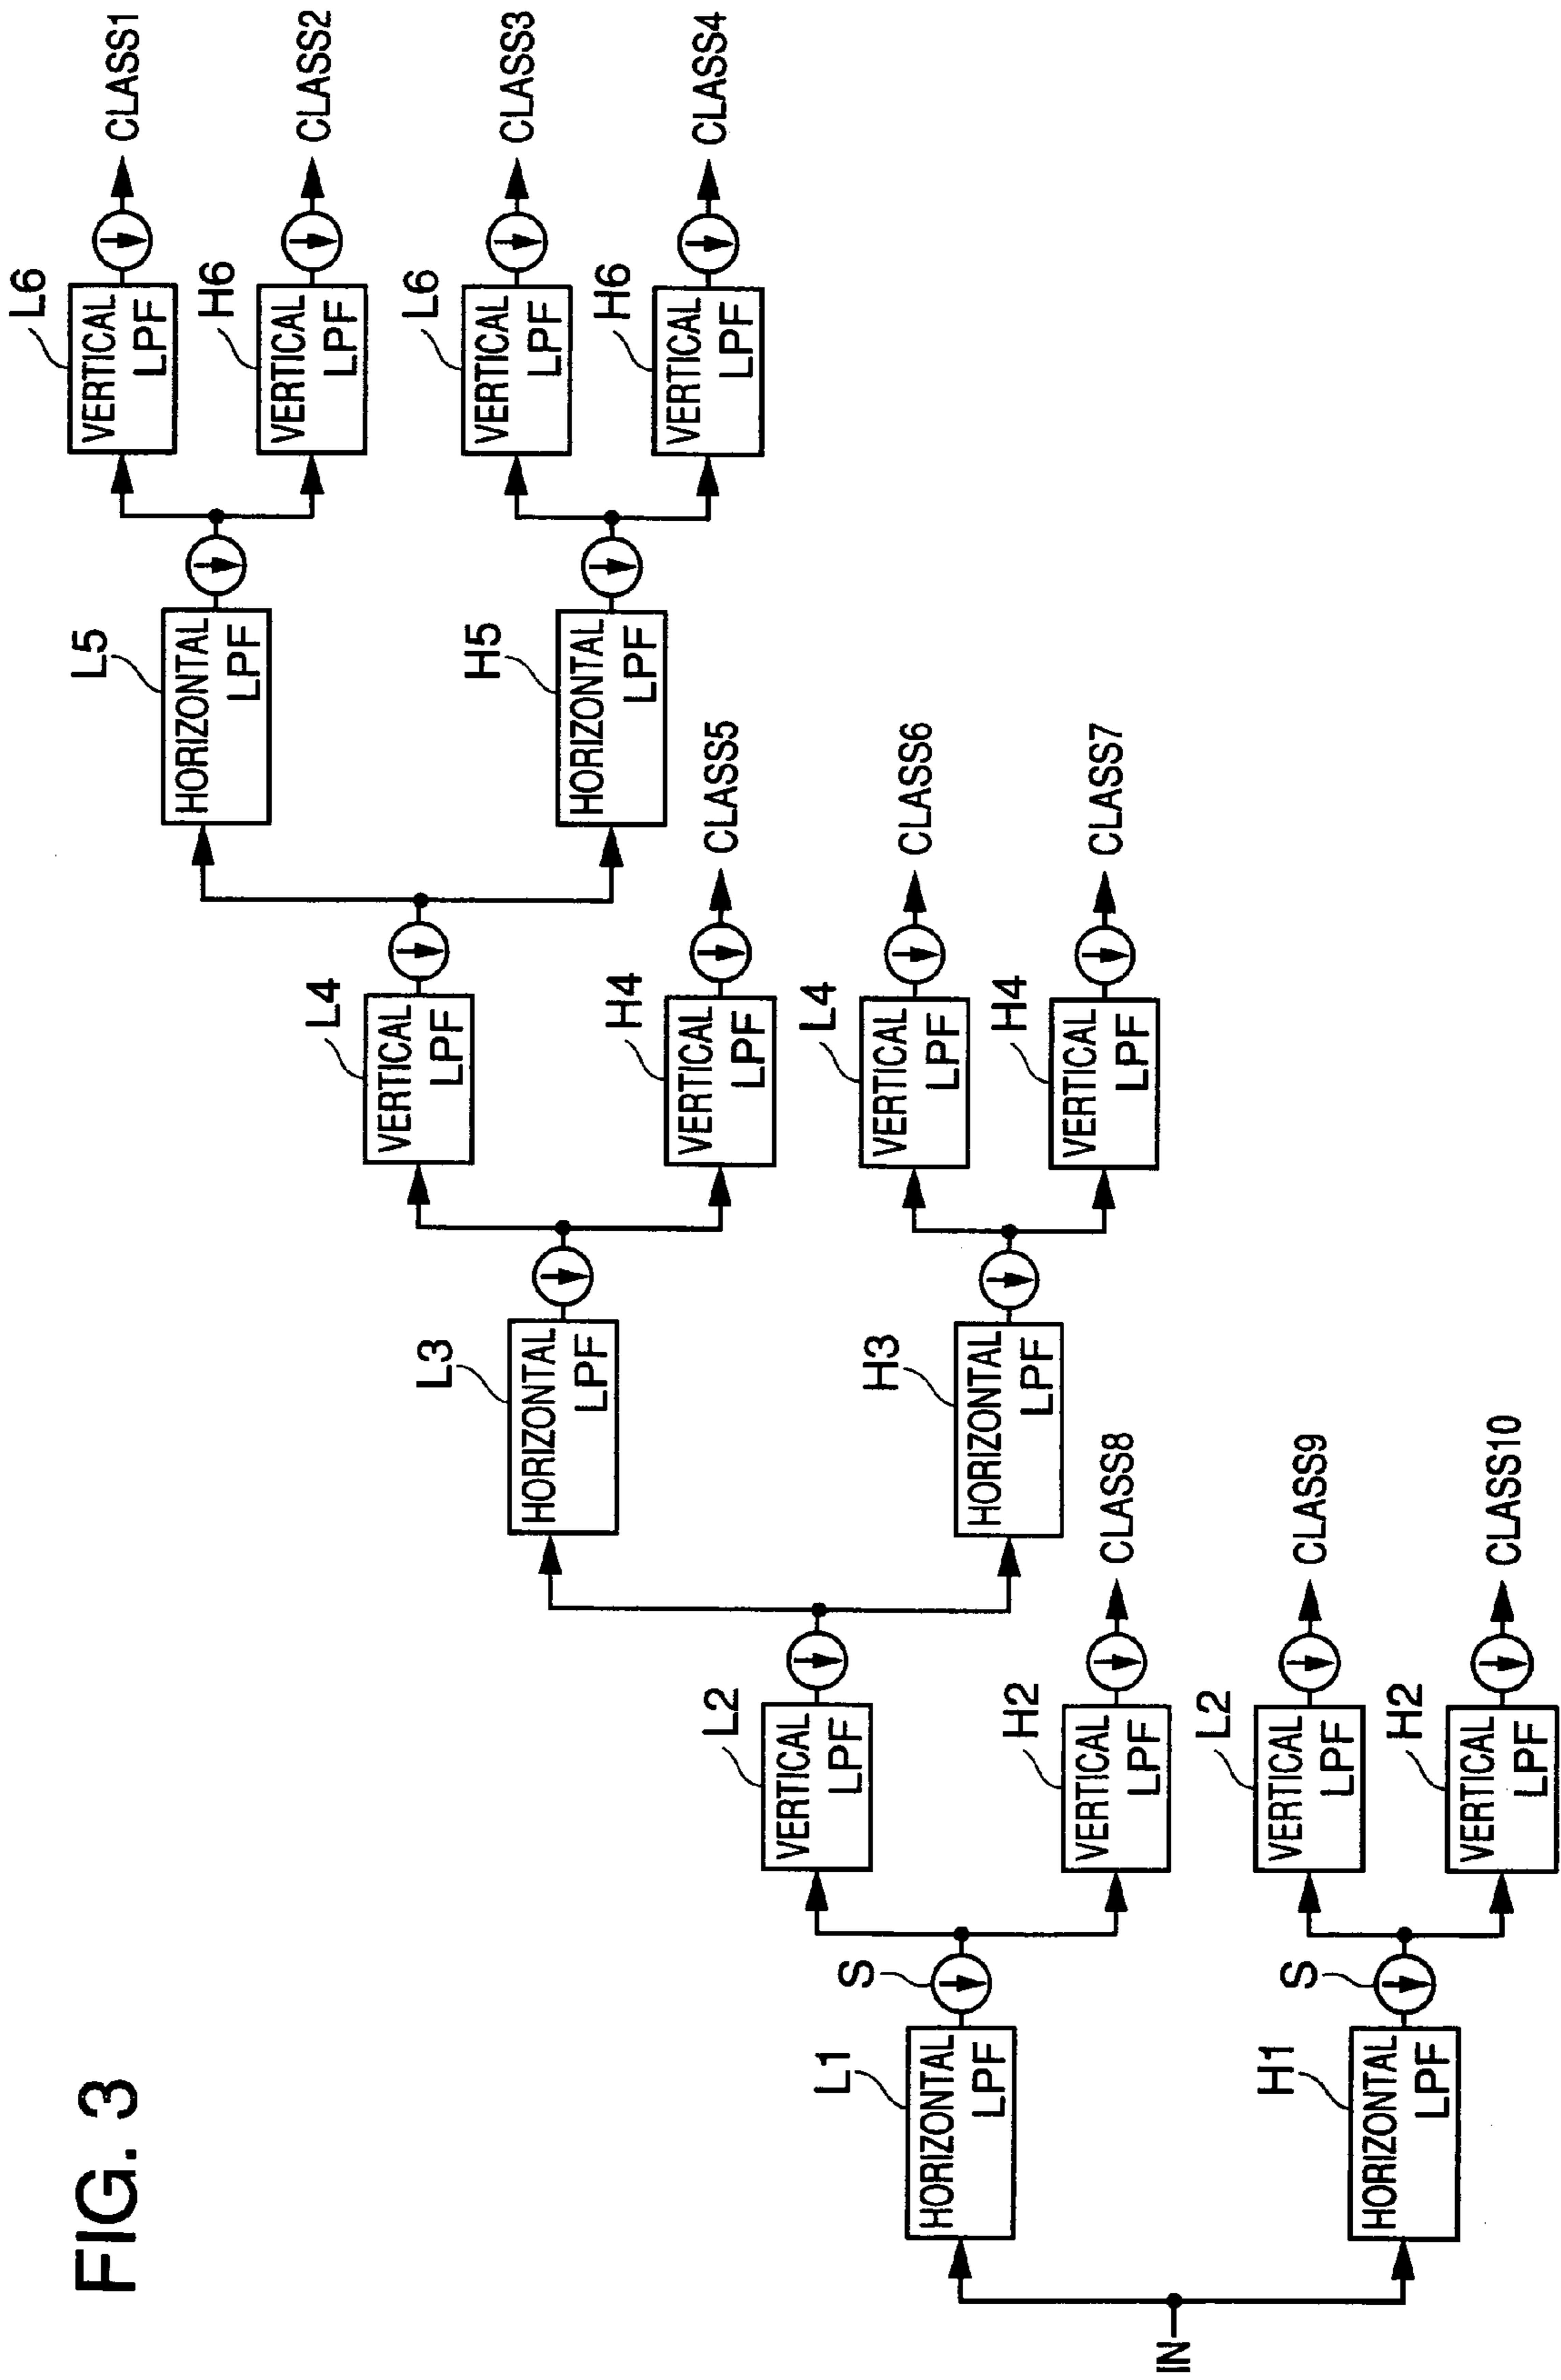 FIG. 3
IN
L1
HORIZONTAL
LPF
S
H1
HORIZONTAL
LPF
S
L2
VERTICAL
LPF
H2
VERTICAL
LPF
CLASS8
L2
VERTICAL
LPF
CLASS9
H2
VERTICAL
LPF
CLASS10
L3
HORIZONTAL
LPF
H3
HORIZONTAL
LPF
L4
VERTICAL
LPF
H4
VERTICAL
LPF
CLASS5
L4
VERTICAL
LPF
CLASS6
H4
VERTICAL
LPF
CLASS7
L5
HORIZONTAL
LPF
H5
HORIZONTAL
LPF
L6
VERTICAL
LPF
CLASS1
H6
VERTICAL
LPF
CLASS2
L6
VERTICAL
LPF
CLASS3
H6
VERTICAL
LPF
CLASS4